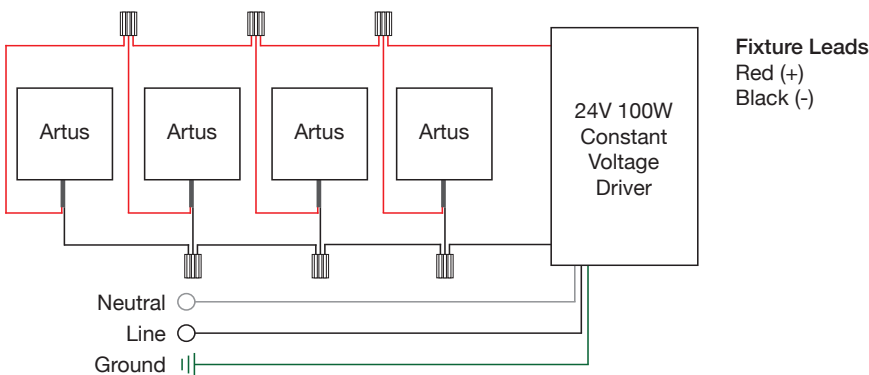 Fixture Leads
Red (+)
Black (-)
Artus
Artus
Artus
Artus
24V 100W
Constant
Voltage
Driver
Neutral
Line
Ground